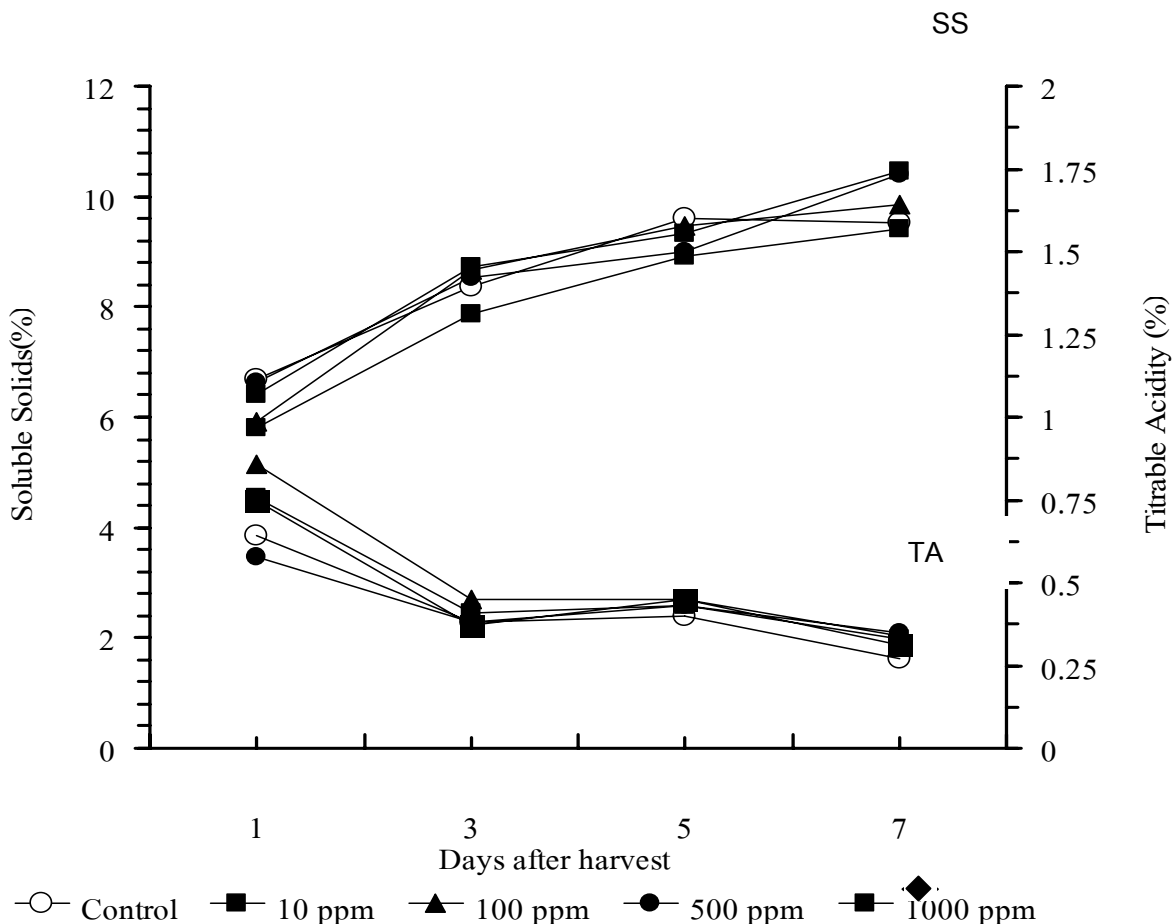 SS
12
10
8
6
4
2
0
Soluble Solids(%)
2
1.75
1.5
1.25
1
0.75
0.5
0.25
0
Titrable Acidity (%)
TA
1 3 5 7
Days after harvest
Control 10 ppm 100 ppm 500 ppm 1000 ppm